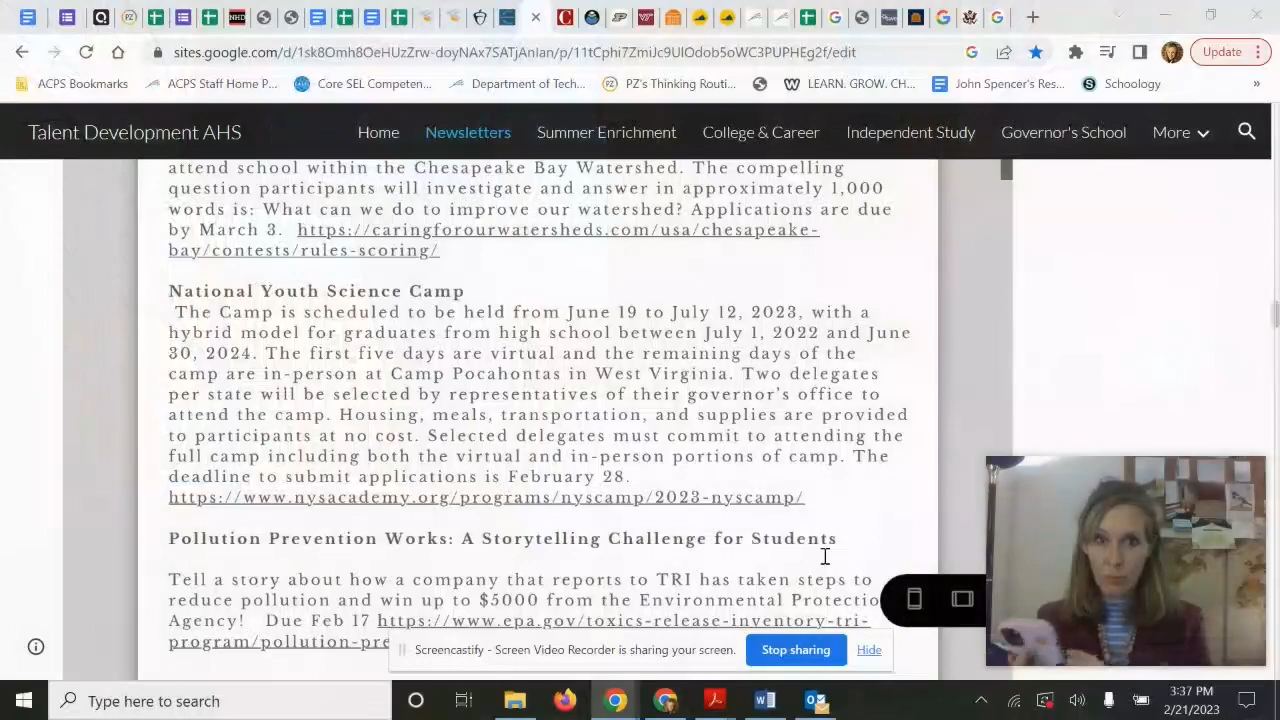 sites.google.com/d/1sk8Omh8OeHUzZrw-doyNAx7SATjAnIan/p/11tCphi7ZmiJc9UlOdob5oWC3PUPHEg2f/edit
Update
ACPS Bookmarks
ACPS Staff Home P...
Core SEL Competen...
Department of Tech...
PZ's Thinking Routi...
LEARN. GROW. CH...
John Spencer's Res...
Schoology
»
Talent Development AHS
Home
Newsletters
Summer Enrichment
College & Career
Independent Study
Governor's School
More
attend school within the Chesapeake Bay Watershed. The compelling
question participants will investigate and answer in approximately 1,000
words is: What can we do to improve our watershed? Applications are due
by March 3. https://caringforourwatersheds.com/usa/chesapeake-
bay/contests/rules-scoring/
National Youth Science Camp
The Camp is scheduled to be held from June 19 to July 12, 2023, with a
hybrid model for graduates from high school between July 1, 2022 and June
30, 2024. The first five days are virtual and the remaining days of the
camp are in-person at Camp Pocahontas in West Virginia. Two delegates
per state will be selected by representatives of their governor's office to
attend the camp. Housing, meals, transportation, and supplies are provided
to participants at no cost. Selected delegates must commit to attending the
full camp including both the virtual and in-person portions of camp. The
deadline to submit applications is February 28.
https://www.nysacademy.org/programs/nyscamp/2023-nyscamp/
Pollution Prevention Works: A Storytelling Challenge for Students
Tell a story about how a company that reports to TRI has taken steps to
reduce pollution and win up to $5000 from the Environmental Protectio
Agency! Due Feb 17 https://www.epa.gov/toxics-release-inventory-tri-
program/pollution-pre
Screencastify - Screen Video Recorder is sharing your screen.
Stop sharing
Hide
Type here to search
3:37 PM
2/21/2023